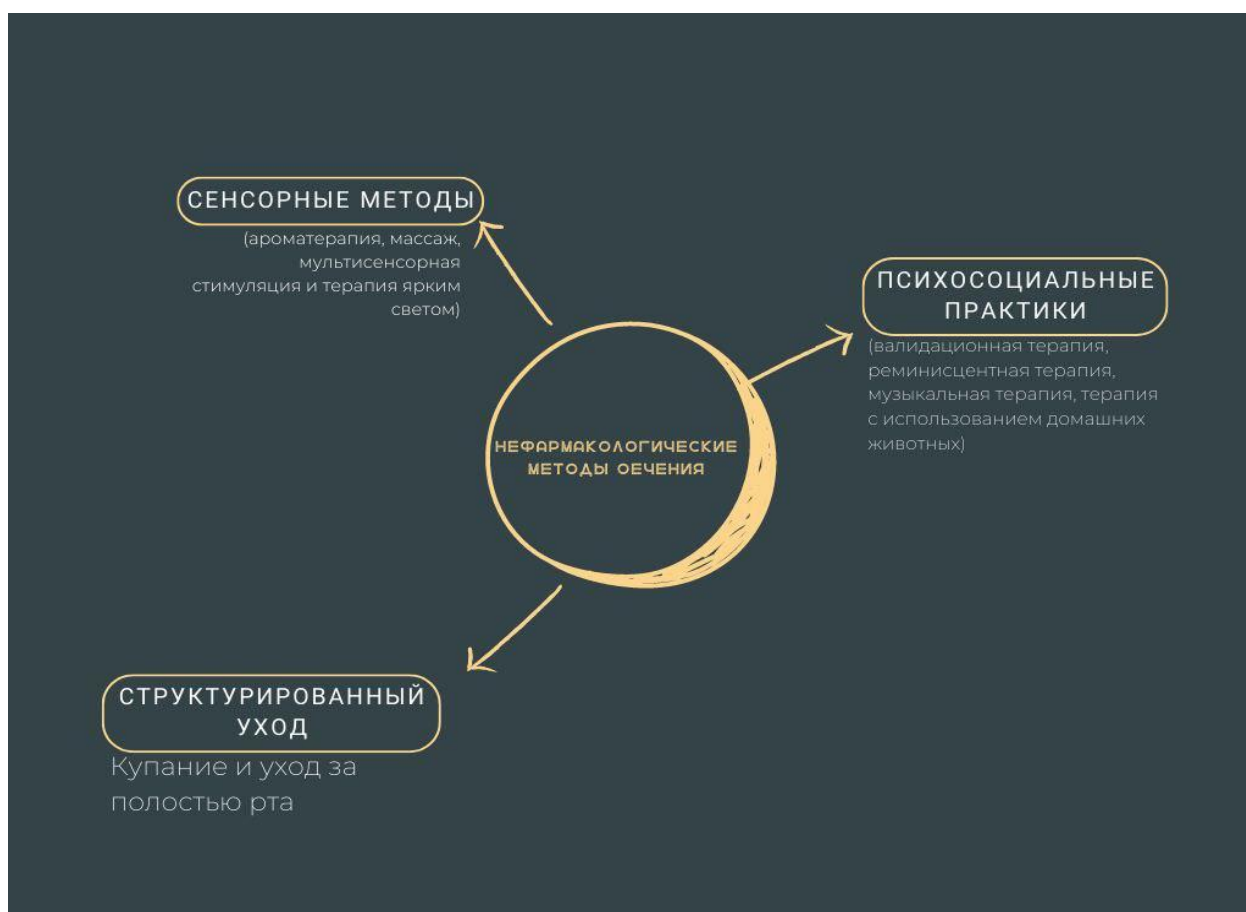 СЕНСОРНЫЕ МЕТОДЫ
(ароматерапия, массаж,
мультисенсорная
стимуляция и терапия ярким
светом)
ПСИХОСОЦИАЛЬНЫЕ
ПРАКТИКИ
(валидационная терапия,
реминисцентная терапия,
музыкальная терапия, терапия
с использованием домашних
животных)
НЕФАРМАКОЛОГИЧЕСКИЕ
МЕТОДЫ ОЕЧЕНИЯ
СТРУКТУРИРОВАННЫЙ
УХОД
Купание и уход за
полостью рта